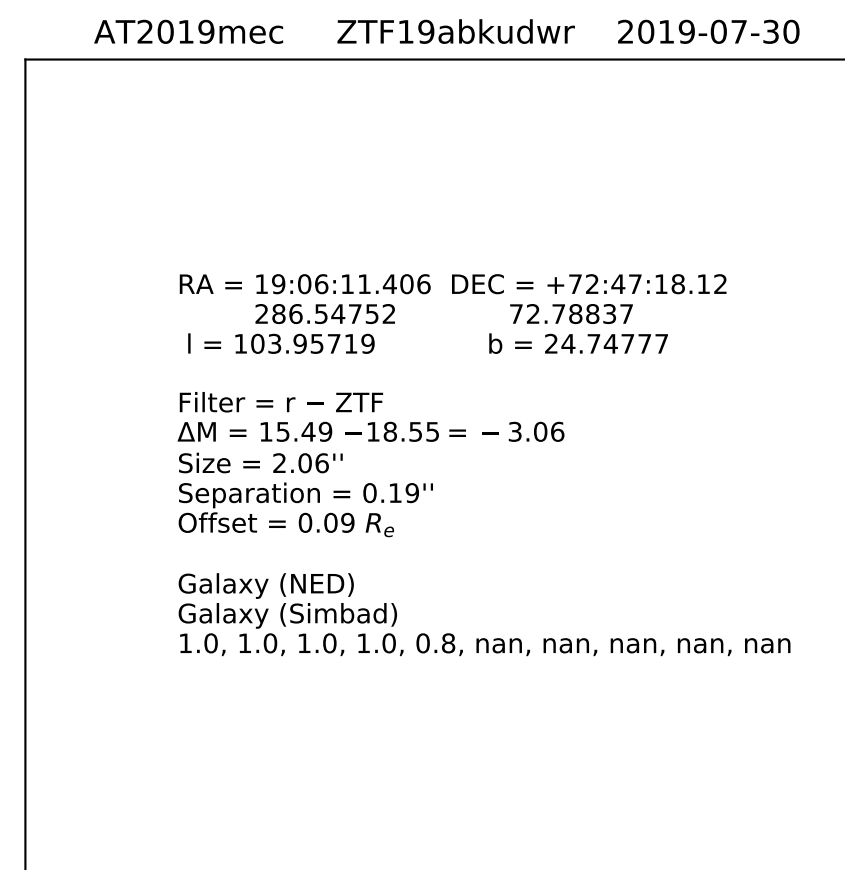 AT2019mec ZTF19abkudwr 2019-07-30
RA = 19:06:11.406 DEC = +72:47:18.12
286.54752 72.78837
l = 103.95719 b = 24.74777
Filter = r − ZTF
ΔM = 15.49 −18.55 = − 3.06
Size = 2.06''
Separation = 0.19''
Offset = 0.09 Rₑ
Galaxy (NED)
Galaxy (Simbad)
1.0, 1.0, 1.0, 1.0, 0.8, nan, nan, nan, nan, nan